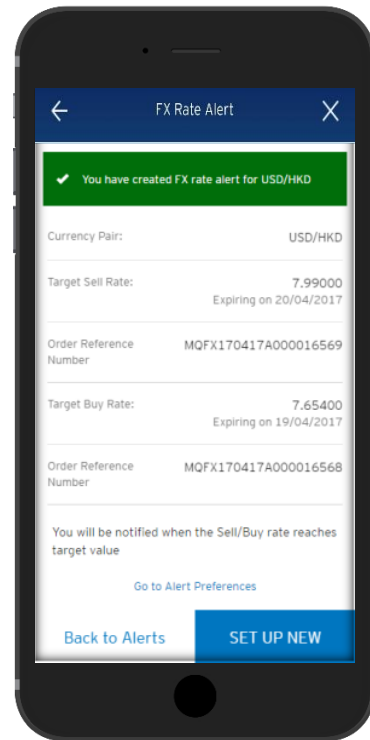 FX Rate Alert
You have created FX rate alert for USD/HKD
Currency Pair: USD/HKD
Target Sell Rate: 7.99000
Expiring on 20/04/2017
Order Reference MQFX170417A000016569
Number
Target Buy Rate: 7.65400
Expiring on 19/04/2017
Order Reference MQFX170417A000016568
Number
You will be notified when the Sell/Buy rate reaches
target value
Go to Alert Preferences
Back to Alerts SET UP NEW